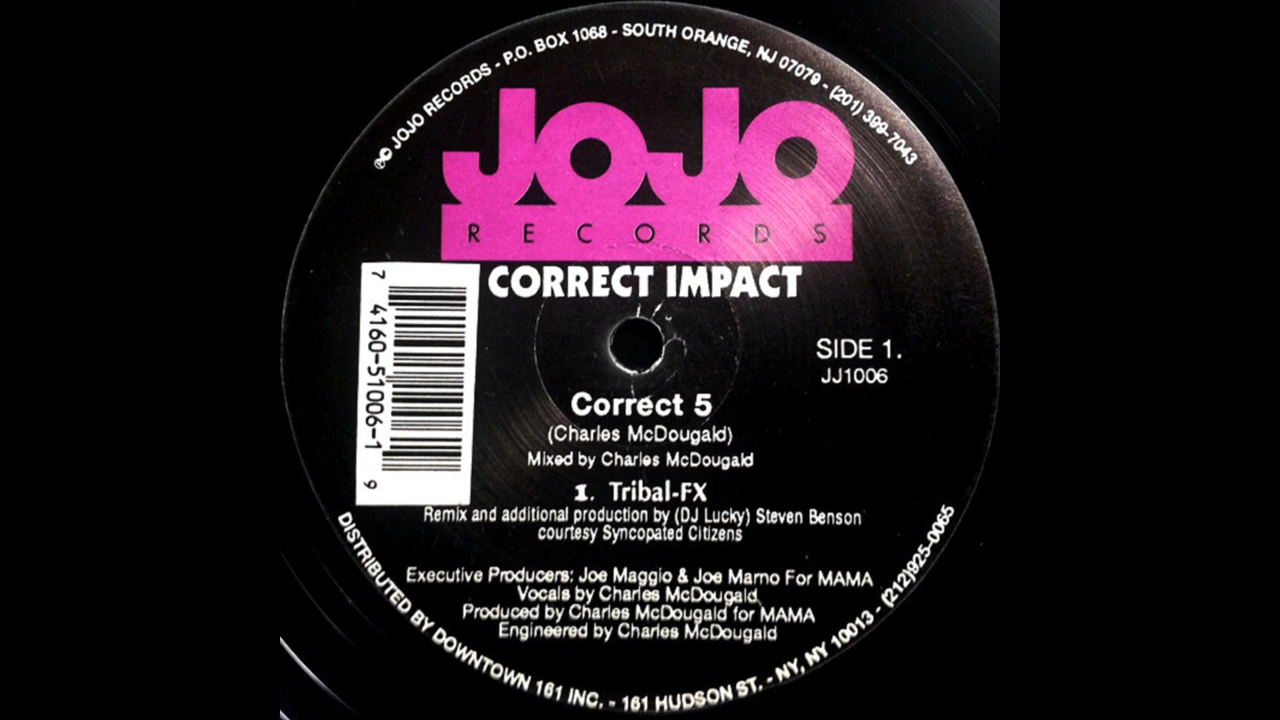 ℗© JOJO RECORDS - P.O. BOX 1068 - SOUTH ORANGE, NJ 07079 - (201) 399-7043
JOJO
RECORDS
CORRECT IMPACT
7 4160-51006-1 9
SIDE 1.
JJ1006
Correct 5
(Charles McDougald)
Mixed by Charles McDougald
1. Tribal-FX
Remix and additional production by (DJ Lucky) Steven Benson
courtesy Syncopated Citizens
Executive Producers: Joe Maggio & Joe Marno For MAMA
Vocals by Charles McDougald
Produced by Charles McDougald for MAMA
Engineered by Charles McDougald
DISTRIBUTED BY DOWNTOWN 161 INC. - 161 HUDSON ST. - NY, NY 10013 - (212)925-0065